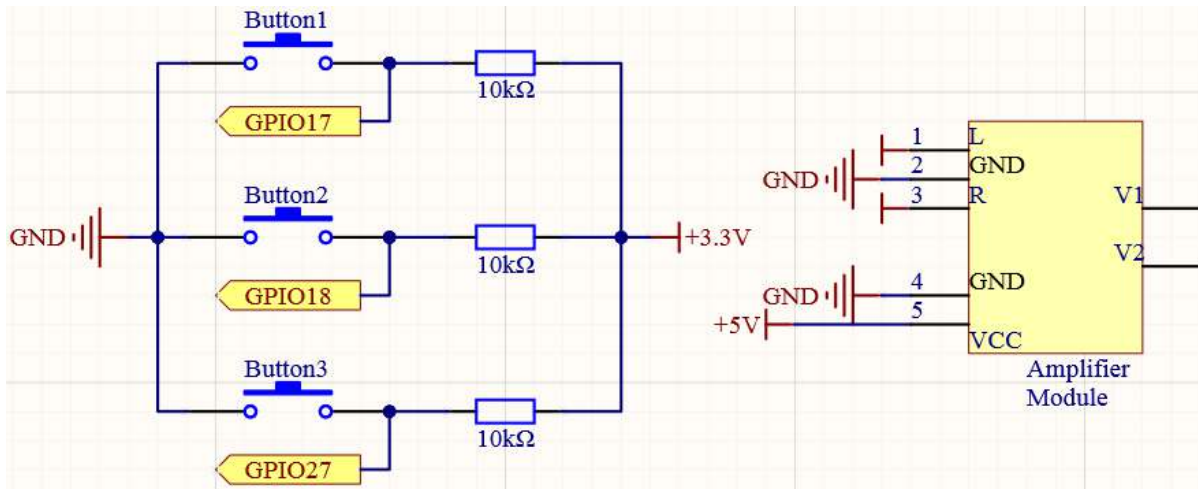 Button1
10kΩ
GPIO17
Button2
GND
+3.3V
10kΩ
GPIO18
Button3
10kΩ
GPIO27
1 L
GND 2 GND
3 R
V1
V2
GND 4 GND
+5V 5
VCC
Amplifier
Module